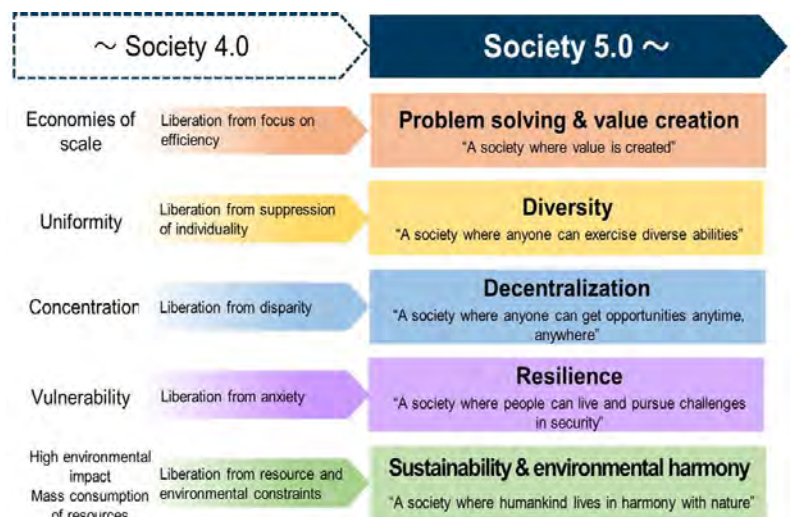 ～ Society 4.0
Society 5.0 ～
Economies of
scale
Liberation from focus on
efficiency
Problem solving & value creation
“A society where value is created”
Uniformity
Liberation from suppression
of individuality
Diversity
“A society where anyone can exercise diverse abilities”
Concentration
Liberation from disparity
Decentralization
“A society where anyone can get opportunities anytime,
anywhere”
Vulnerability
Liberation from anxiety
Resilience
“A society where people can live and pursue challenges
in security”
High environmental
impact
Mass consumption
of resources
Liberation from resource and
environmental constraints
Sustainability & environmental harmony
“A society where humankind lives in harmony with nature”